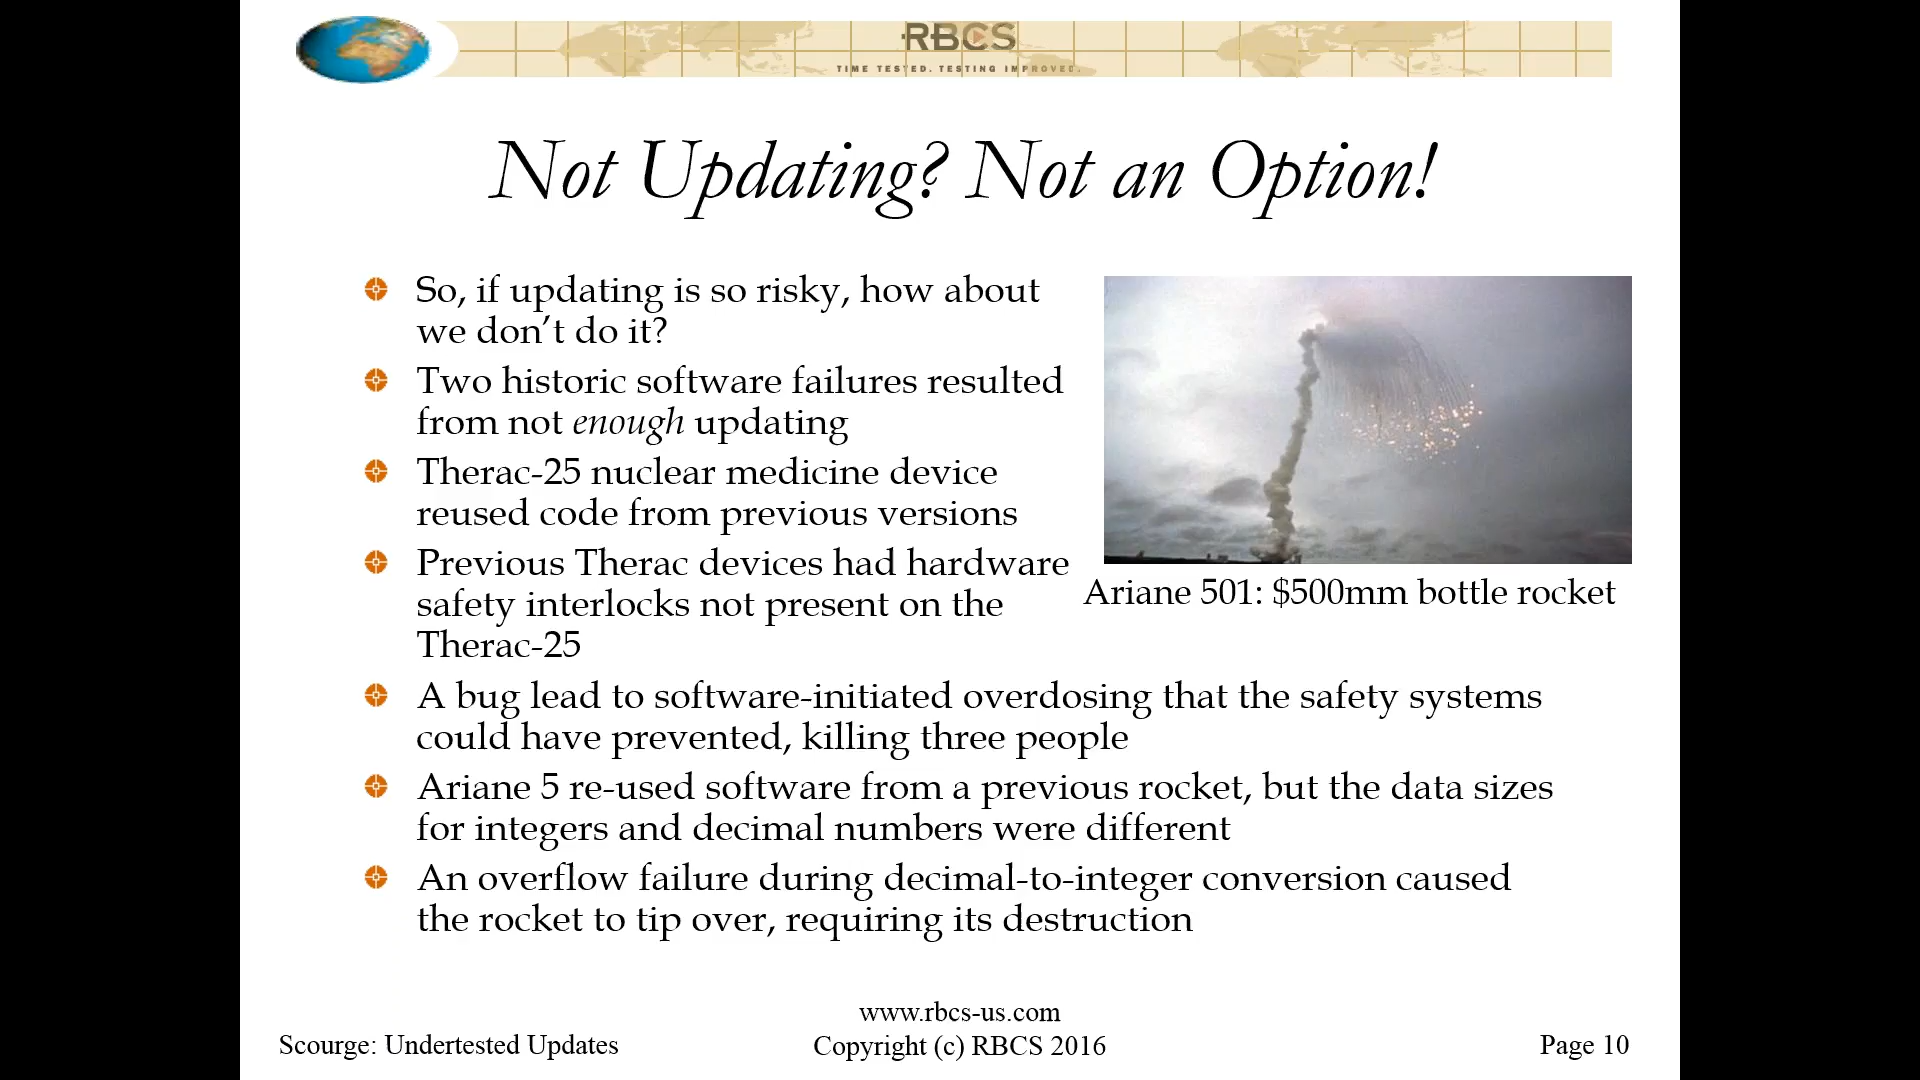 RBCS
TIME TESTED. TESTING IMPROVED.
Not Updating? Not an Option!
So, if updating is so risky, how about
we don’t do it?
Two historic software failures resulted
from not enough updating
Therac-25 nuclear medicine device
reused code from previous versions
Previous Therac devices had hardware
safety interlocks not present on the
Therac-25
Ariane 501: $500mm bottle rocket
A bug lead to software-initiated overdosing that the safety systems
could have prevented, killing three people
Ariane 5 re-used software from a previous rocket, but the data sizes
for integers and decimal numbers were different
An overflow failure during decimal-to-integer conversion caused
the rocket to tip over, requiring its destruction
www.rbcs-us.com
Scourge: Undertested Updates
Copyright (c) RBCS 2016
Page 10